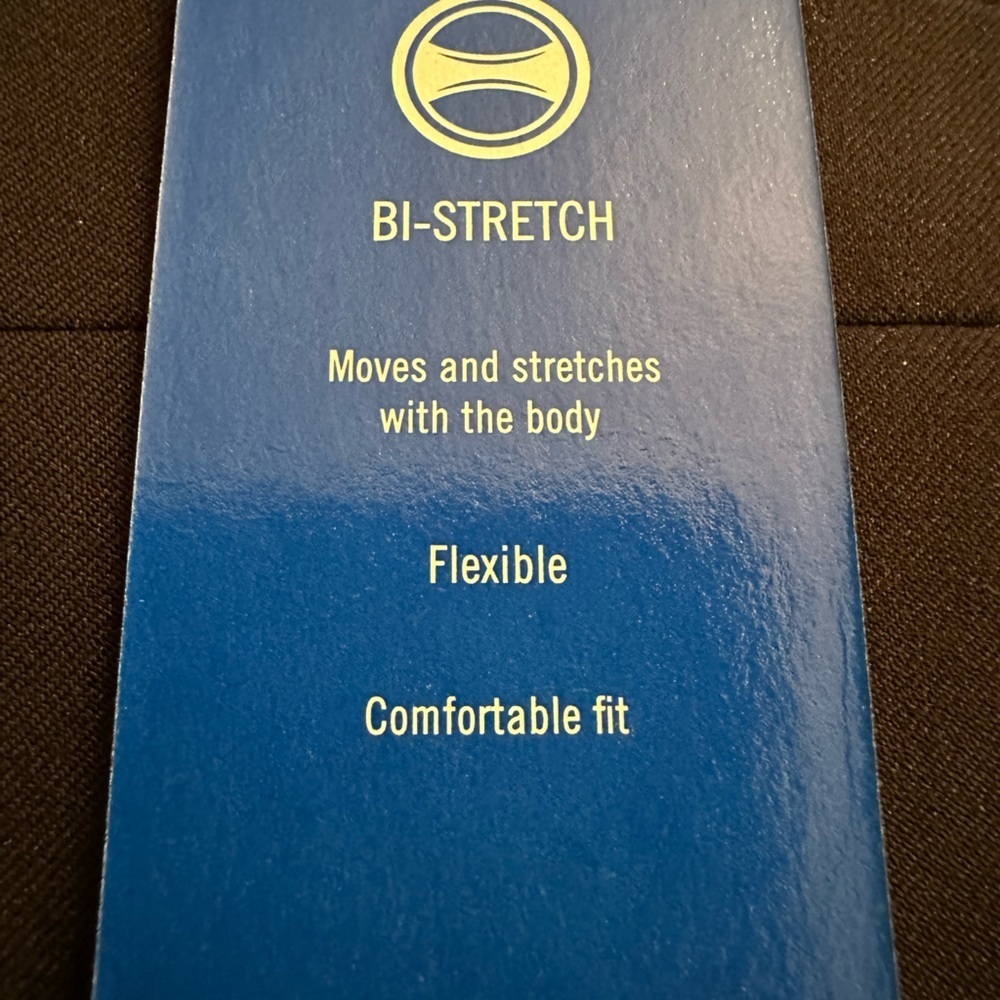 BI-STRETCH
Moves and stretches
with the body
Flexible
Comfortable fit